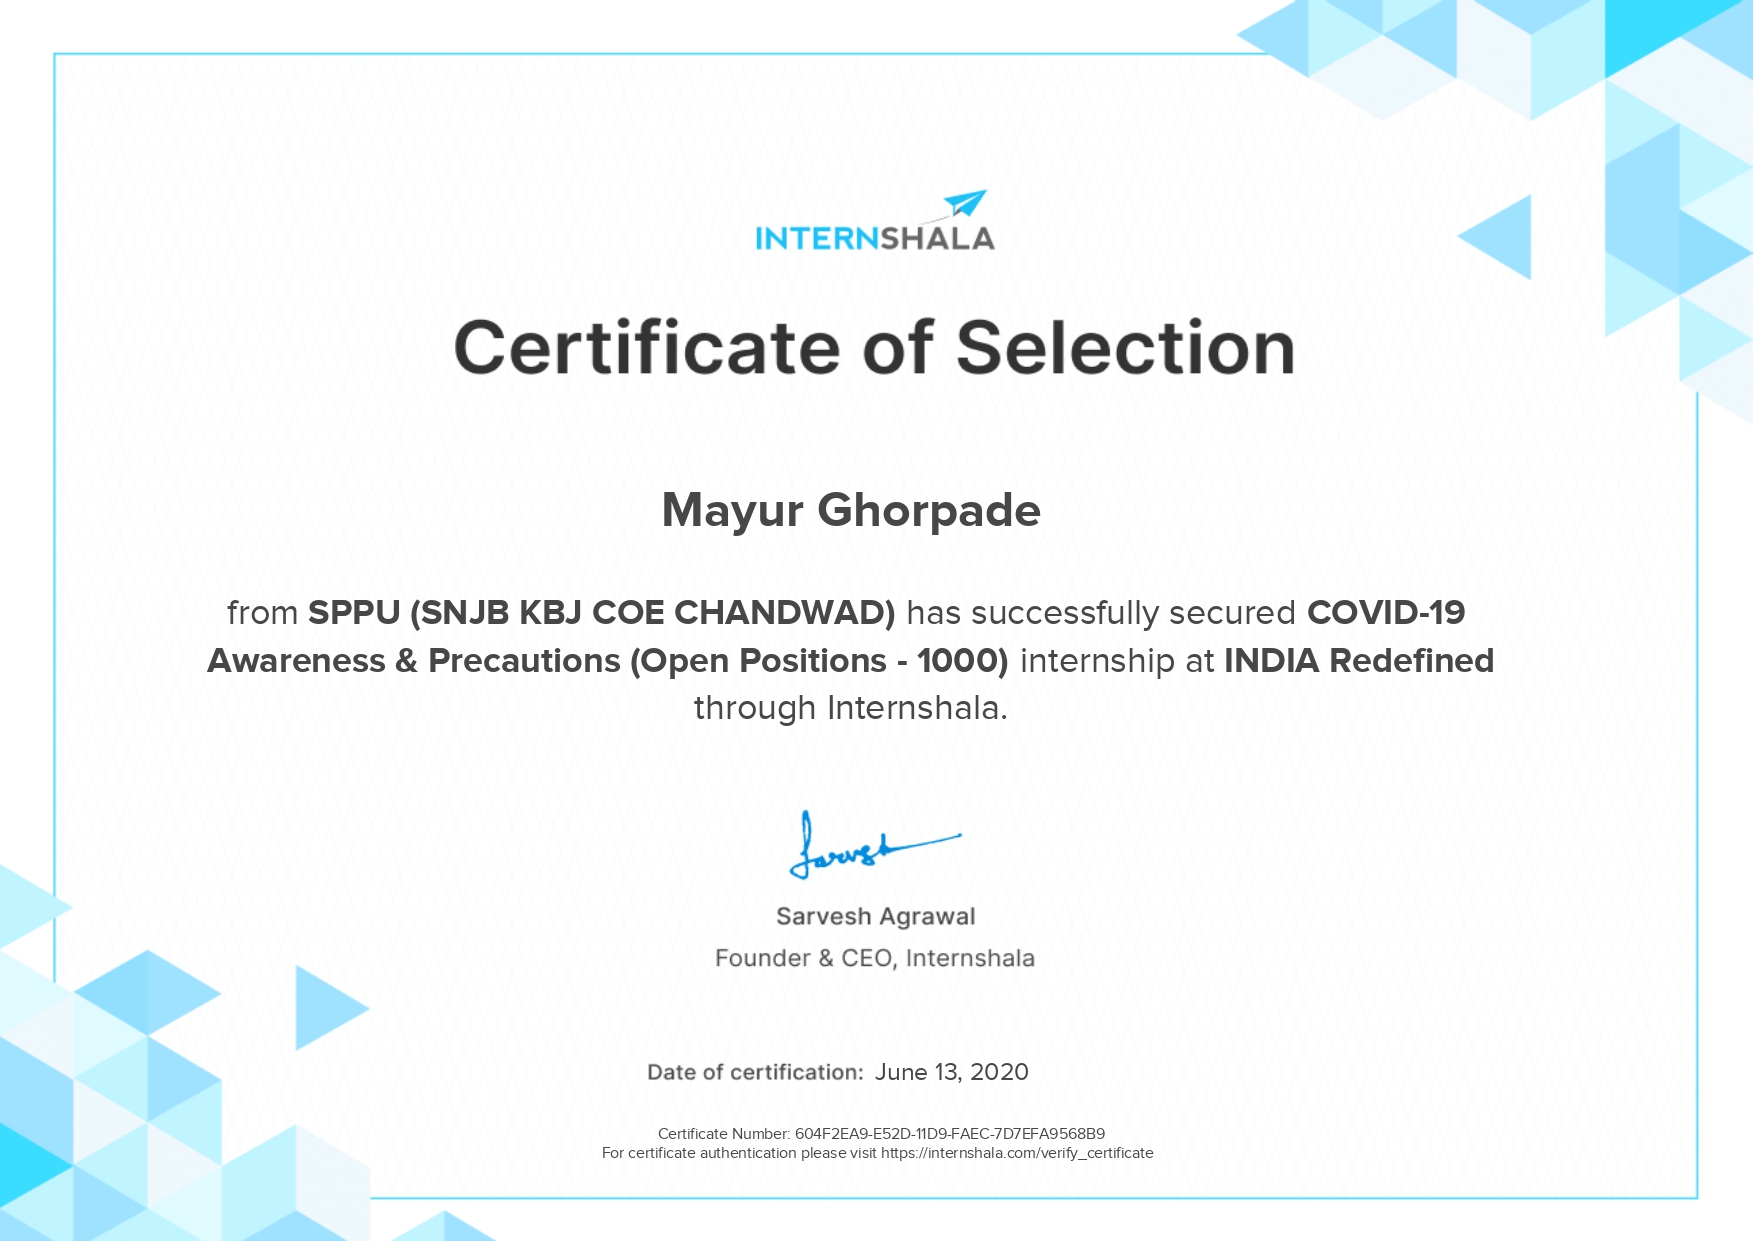 INTERNSHALA
Certificate of Selection
Mayur Ghorpade
from SPPU (SNJB KBJ COE CHANDWAD) has successfully secured COVID-19
Awareness & Precautions (Open Positions - 1000) internship at INDIA Redefined
through Internshala.
Sarvesh
Sarvesh Agrawal
Founder & CEO, Internshala
Date of certification: June 13, 2020
Certificate Number: 604F2EA9-E52D-11D9-FAEC-7D7EFA9568B9
For certificate authentication please visit https://internshala.com/verify_certificate